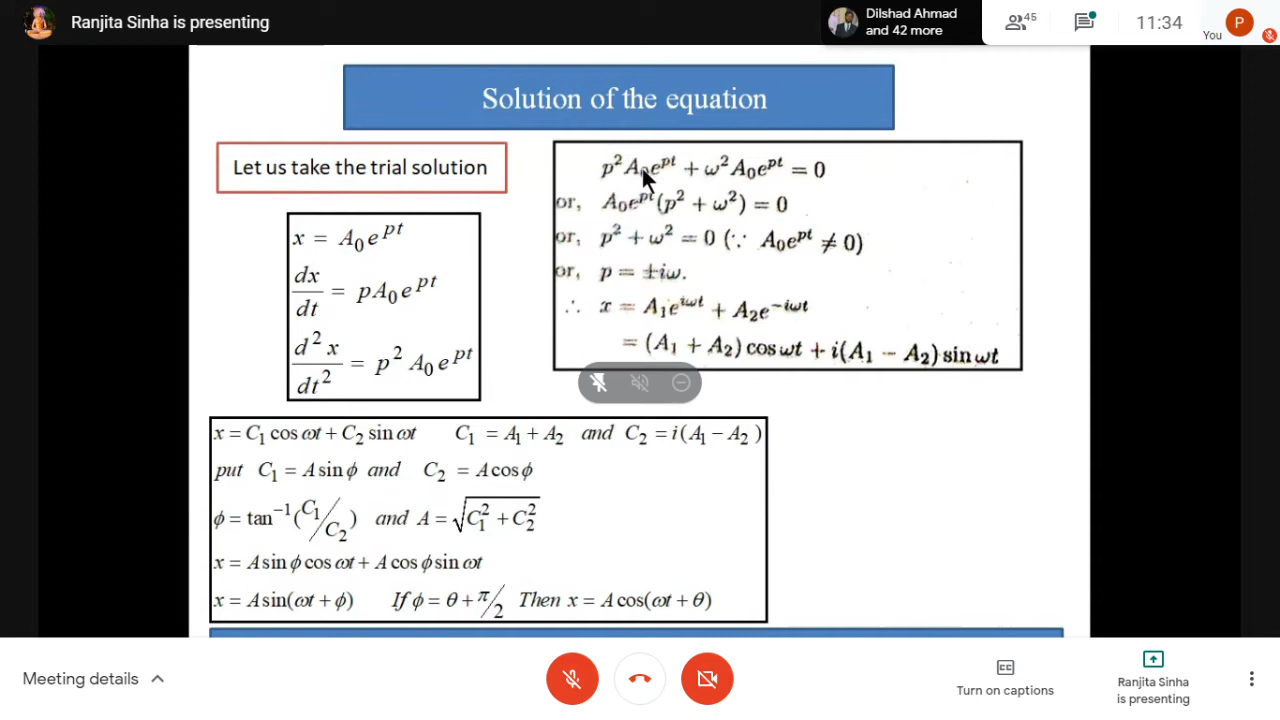 Ranjita Sinha is presenting
Dilshad Ahmad
and 42 more
45
11:34
You
P
Solution of the equation
Let us take the trial solution
x = A₀e^{pt}
dx/dt = pA₀e^{pt}
d²x/dt² = p² A₀e^{pt}
p²A₀e^{pt} + ω²A₀e^{pt} = 0
or, A₀e^{pt}(p² + ω²) = 0
or, p² + ω² = 0 (∵ A₀e^{pt} ≠ 0)
or, p = ±iω.
∴ x = A₁e^{iωt} + A₂e^{−iωt}
= (A₁ + A₂) cos ωt + i(A₁ − A₂) sin ωt
x = C₁ cos ωt + C₂ sin ωt C₁ = A₁ + A₂ and C₂ = i(A₁ − A₂)
put C₁ = A sin ϕ and C₂ = A cos ϕ
ϕ = tan⁻¹(C₁/C₂) and A = √(C₁² + C₂²)
x = A sin ϕ cos ωt + A cos ϕ sin ωt
x = A sin(ωt + ϕ) If ϕ = θ + π/2 Then x = A cos(ωt + θ)
Meeting details
CC
Turn on captions
Ranjita Sinha
is presenting